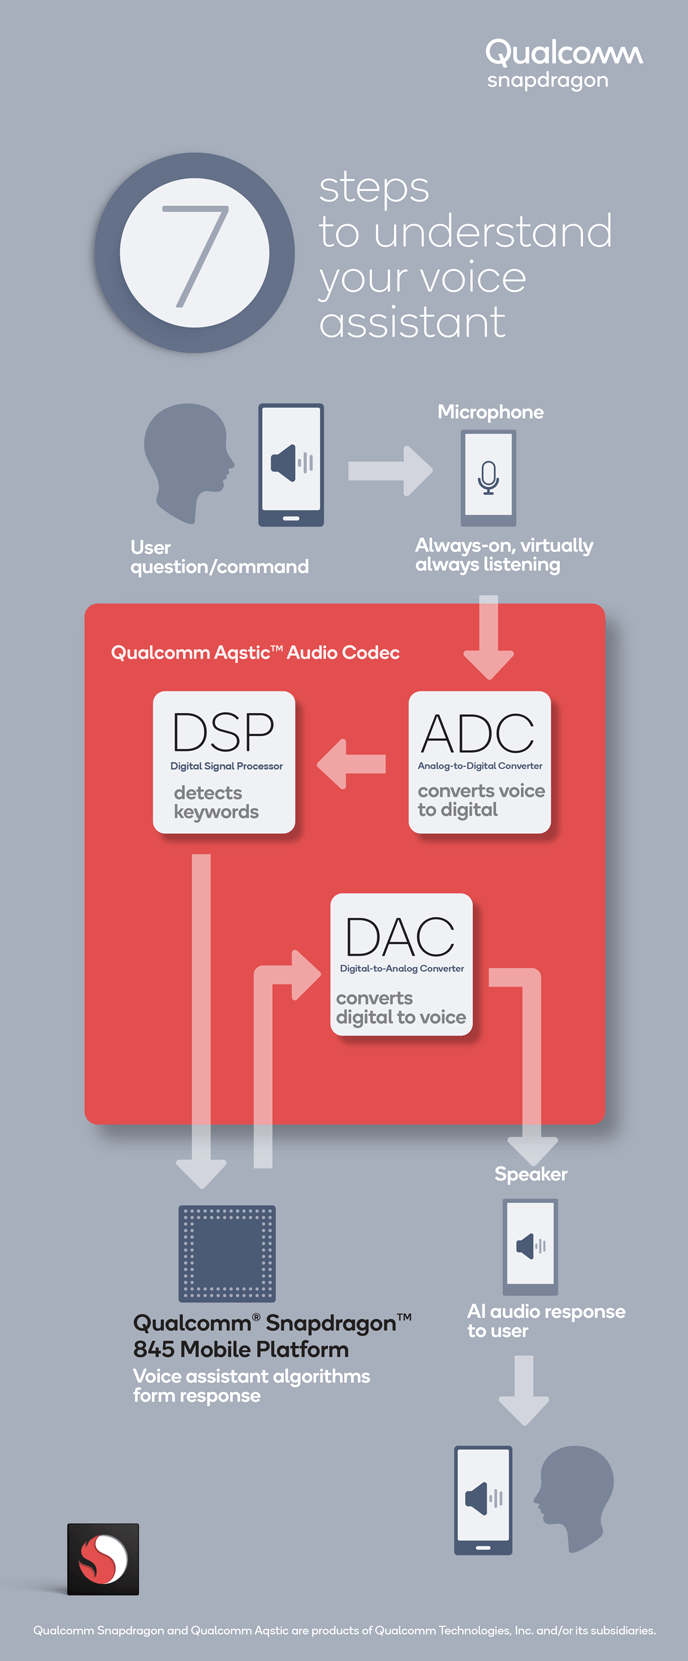 Qualcomm
snapdragon
7
steps
to understand
your voice
assistant
Microphone
User
question/command
Always-on, virtually
always listening
Qualcomm Aqstic™ Audio Codec
DSP
Digital Signal Processor
detects
keywords
ADC
Analog-to-Digital Converter
converts voice
to digital
DAC
Digital-to-Analog Converter
converts
digital to voice
Speaker
Qualcomm® Snapdragon™
845 Mobile Platform
Voice assistant algorithms
form response
AI audio response
to user
Qualcomm Snapdragon and Qualcomm Aqstic are products of Qualcomm Technologies, Inc. and/or its subsidiaries.